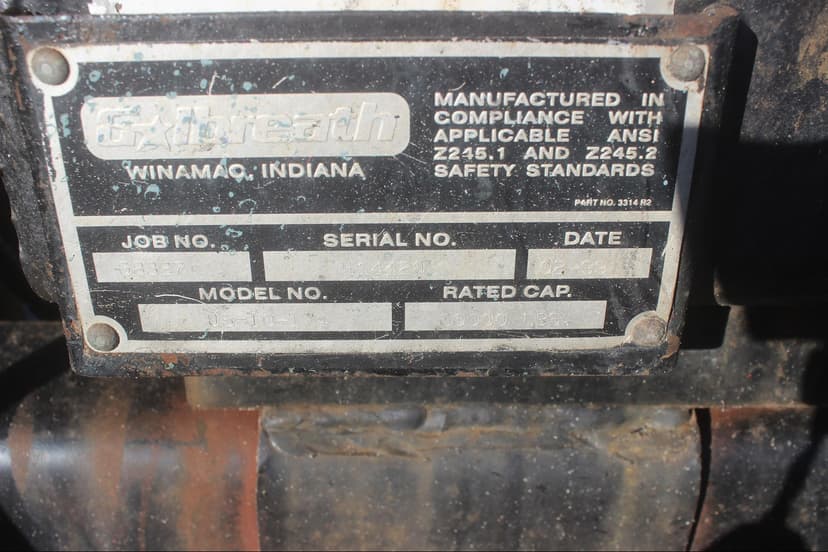 Galbreath
WINAMAC, INDIANA
MANUFACTURED IN
COMPLIANCE WITH
APPLICABLE ANSI
Z245.1 AND Z245.2
SAFETY STANDARDS
PART NO. 3314 R2
JOB NO.
SERIAL NO.
DATE
MODEL NO.
RATED CAP.